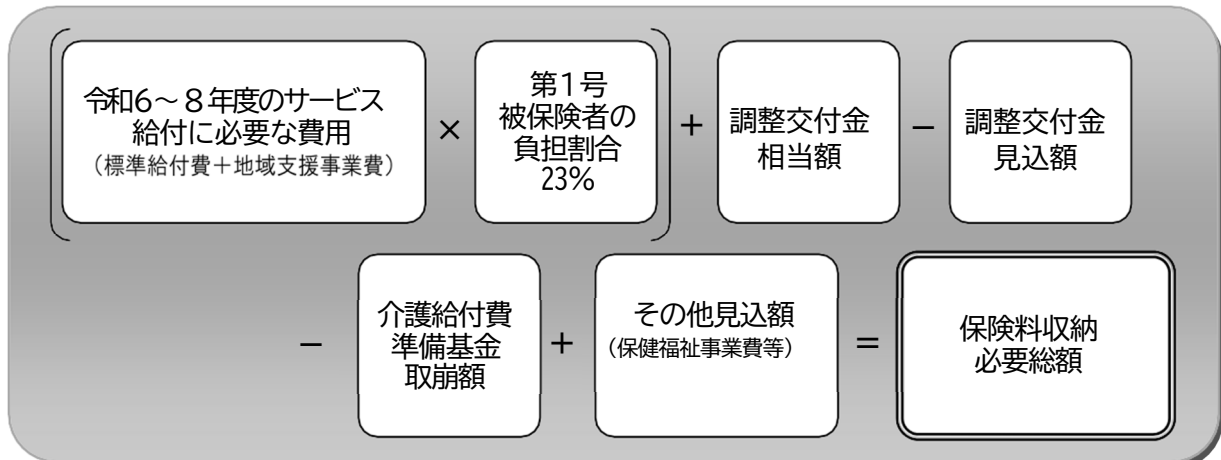 令和6～8年度のサービス
給付に必要な費用
（標準給付費＋地域支援事業費）
×
第1号
被保険者の
負担割合
23%
+
調整交付金
相当額
−
調整交付金
見込額
−
介護給付費
準備基金
取崩額
+
その他見込額
（保健福祉事業費等）
=
保険料収納
必要総額